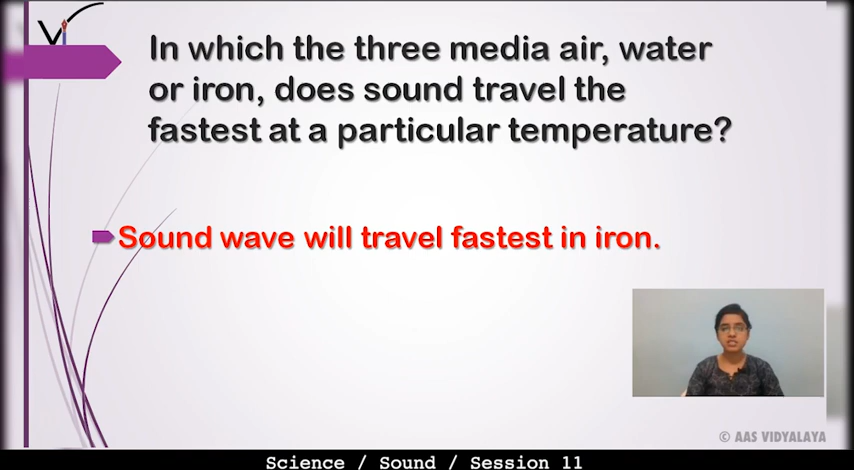 In which the three media air, water
or iron, does sound travel the
fastest at a particular temperature?
Sound wave will travel fastest in iron.
© AAS VIDYALAYA
Science / Sound / Session 11